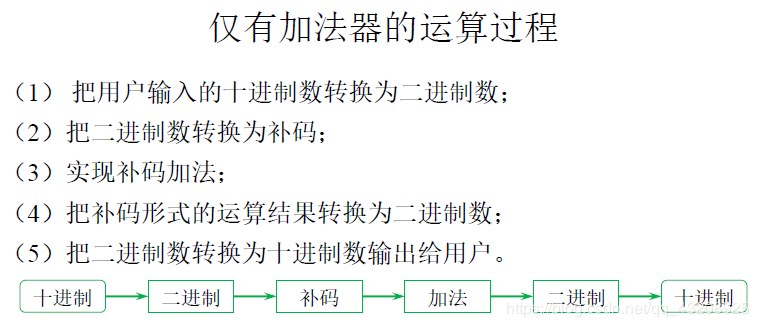 仅有加法器的运算过程
（1） 把用户输入的十进制数转换为二进制数；
（2）把二进制数转换为补码；
（3）实现补码加法；
（4）把补码形式的运算结果转换为二进制数；
（5）把二进制数转换为十进制数输出给用户。
十进制 二进制 补码 加法 二进制 十进制